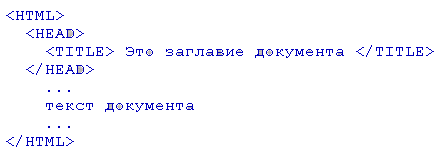 <HTML>
<HEAD>
<TITLE> Это заглавие документа </TITLE>
</HEAD>
...
текст документа
...
</HTML>